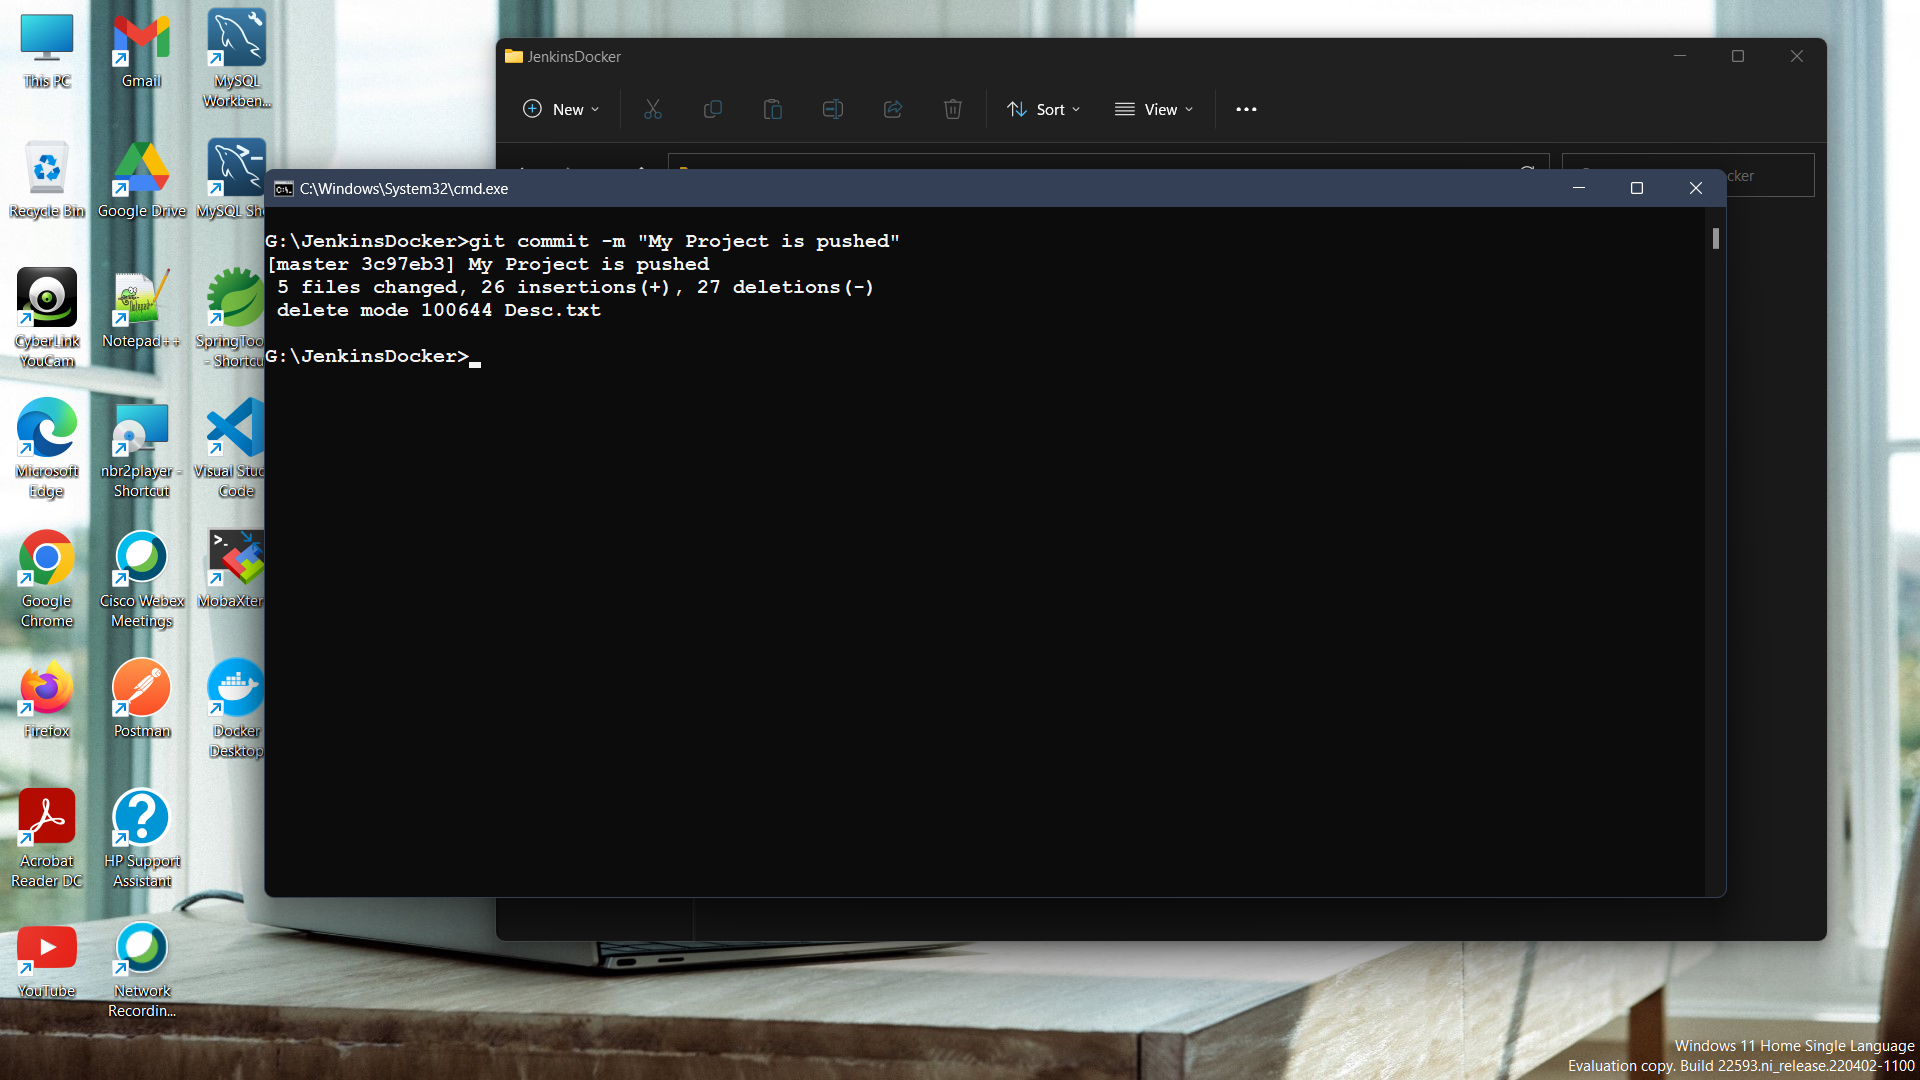 This PC
Gmail
MySQL
Workben...
Recycle Bin
Google Drive
MySQL Sh
CyberLink
YouCam
Notepad++
SpringToo
- Shortcu
Microsoft
Edge
nbr2player -
Shortcut
Visual Stud
Code
Google
Chrome
Cisco Webex
Meetings
MobaXter
Firefox
Postman
Docker
Desktop
Acrobat
Reader DC
HP Support
Assistant
YouTube
Network
Recordin...
JenkinsDocker
New
Sort
View
cker
C:\Windows\System32\cmd.exe
G:\JenkinsDocker>git commit -m "My Project is pushed"
[master 3c97eb3] My Project is pushed
5 files changed, 26 insertions(+), 27 deletions(-)
delete mode 100644 Desc.txt
G:\JenkinsDocker>
Windows 11 Home Single Language
Evaluation copy. Build 22593.ni_release.220402-1100